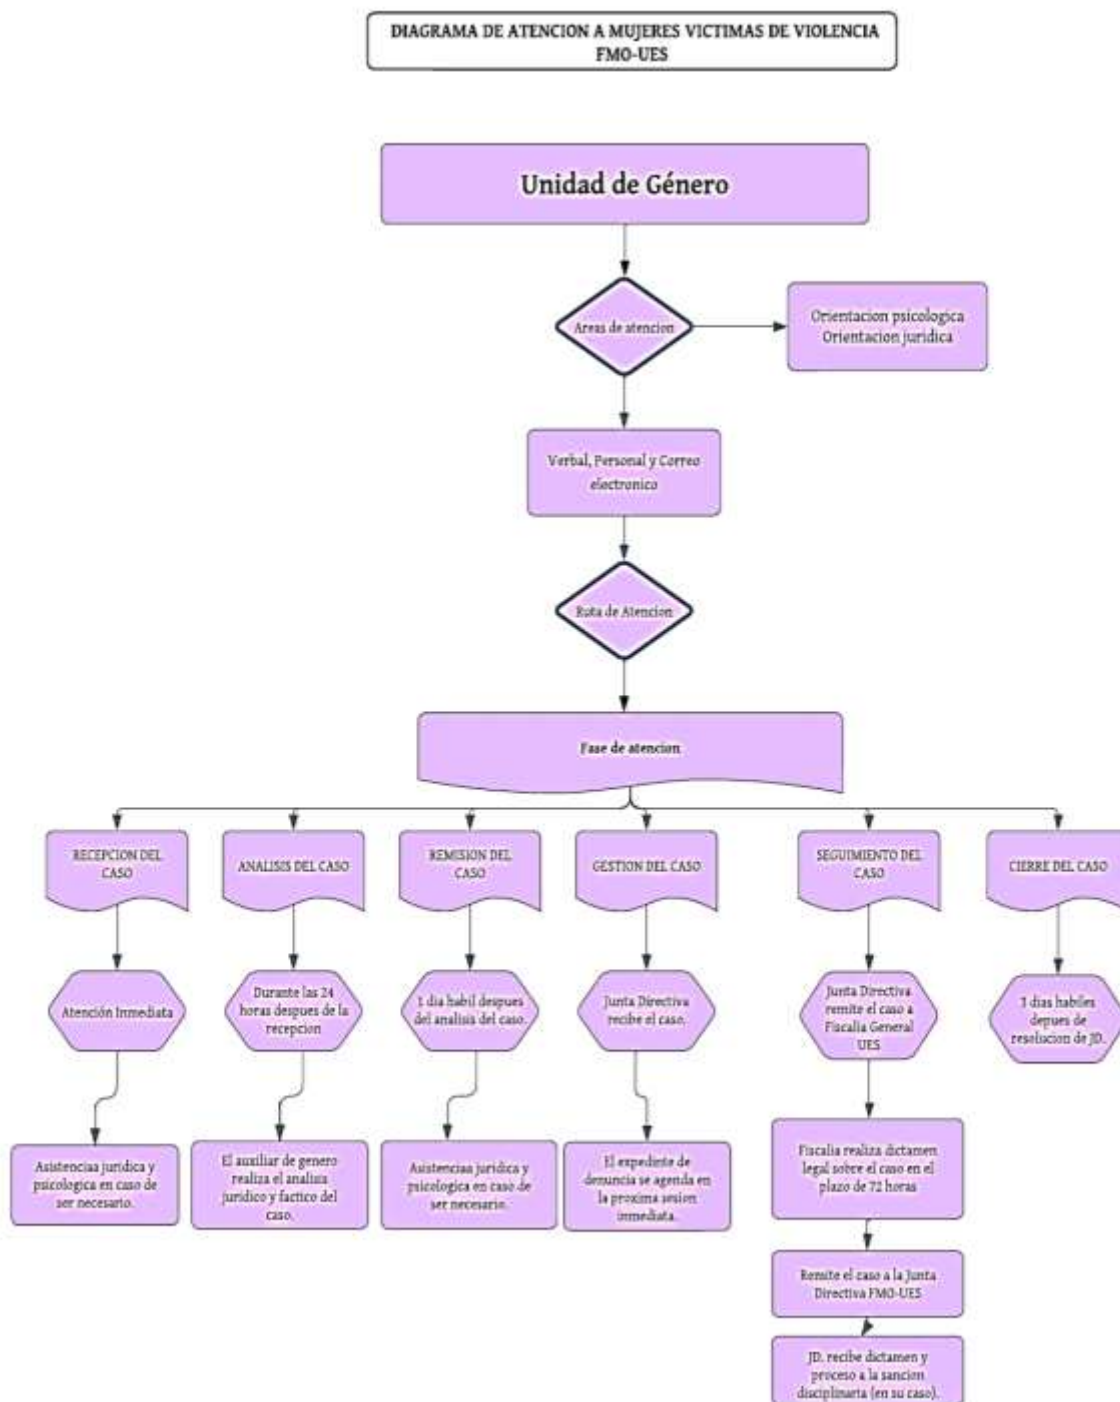 DIAGRAMA DE ATENCION A MUJERES VICTIMAS DE VIOLENCIA
FMO-UES
Unidad de Género
Areas de atencion
Orientacion psicologica
Orientacion juridica
Verbal, Personal y Correo
electronico
Ruta de Atencion
Fase de atencion
RECEPCION DEL
CASO
ANALISIS DEL CASO
REMISION DEL
CASO
GESTION DEL CASO
SEGUIMIENTO DEL
CASO
CIERRE DEL CASO
Atención Inmediata
Durante las 24
horas despues de la
recepcion
1 dia habil despues
del analisis del caso.
Junta Directiva
recibe el caso.
Junta Directiva
remite el caso a
Fiscalia General
UES
3 dias habiles
depues de
resolucion de JD.
Asistenciaa juridica y
psicologica en caso de
ser necesario.
El auxiliar de genero
realiza el analisis
juridico y factico del
caso.
Asistenciaa juridica y
psicologica en caso de
ser necesario.
El expedinte de
denuncia se agenda en
la proxima sesion
inmediata.
Fiscalia realiza dictamen
legal sobre el caso en el
plazo de 72 horas
Remite el caso a la Junta
Directiva FMO-UES
JD. recibe dictamen y
proceso a la sancion
disciplinaria (en su caso).